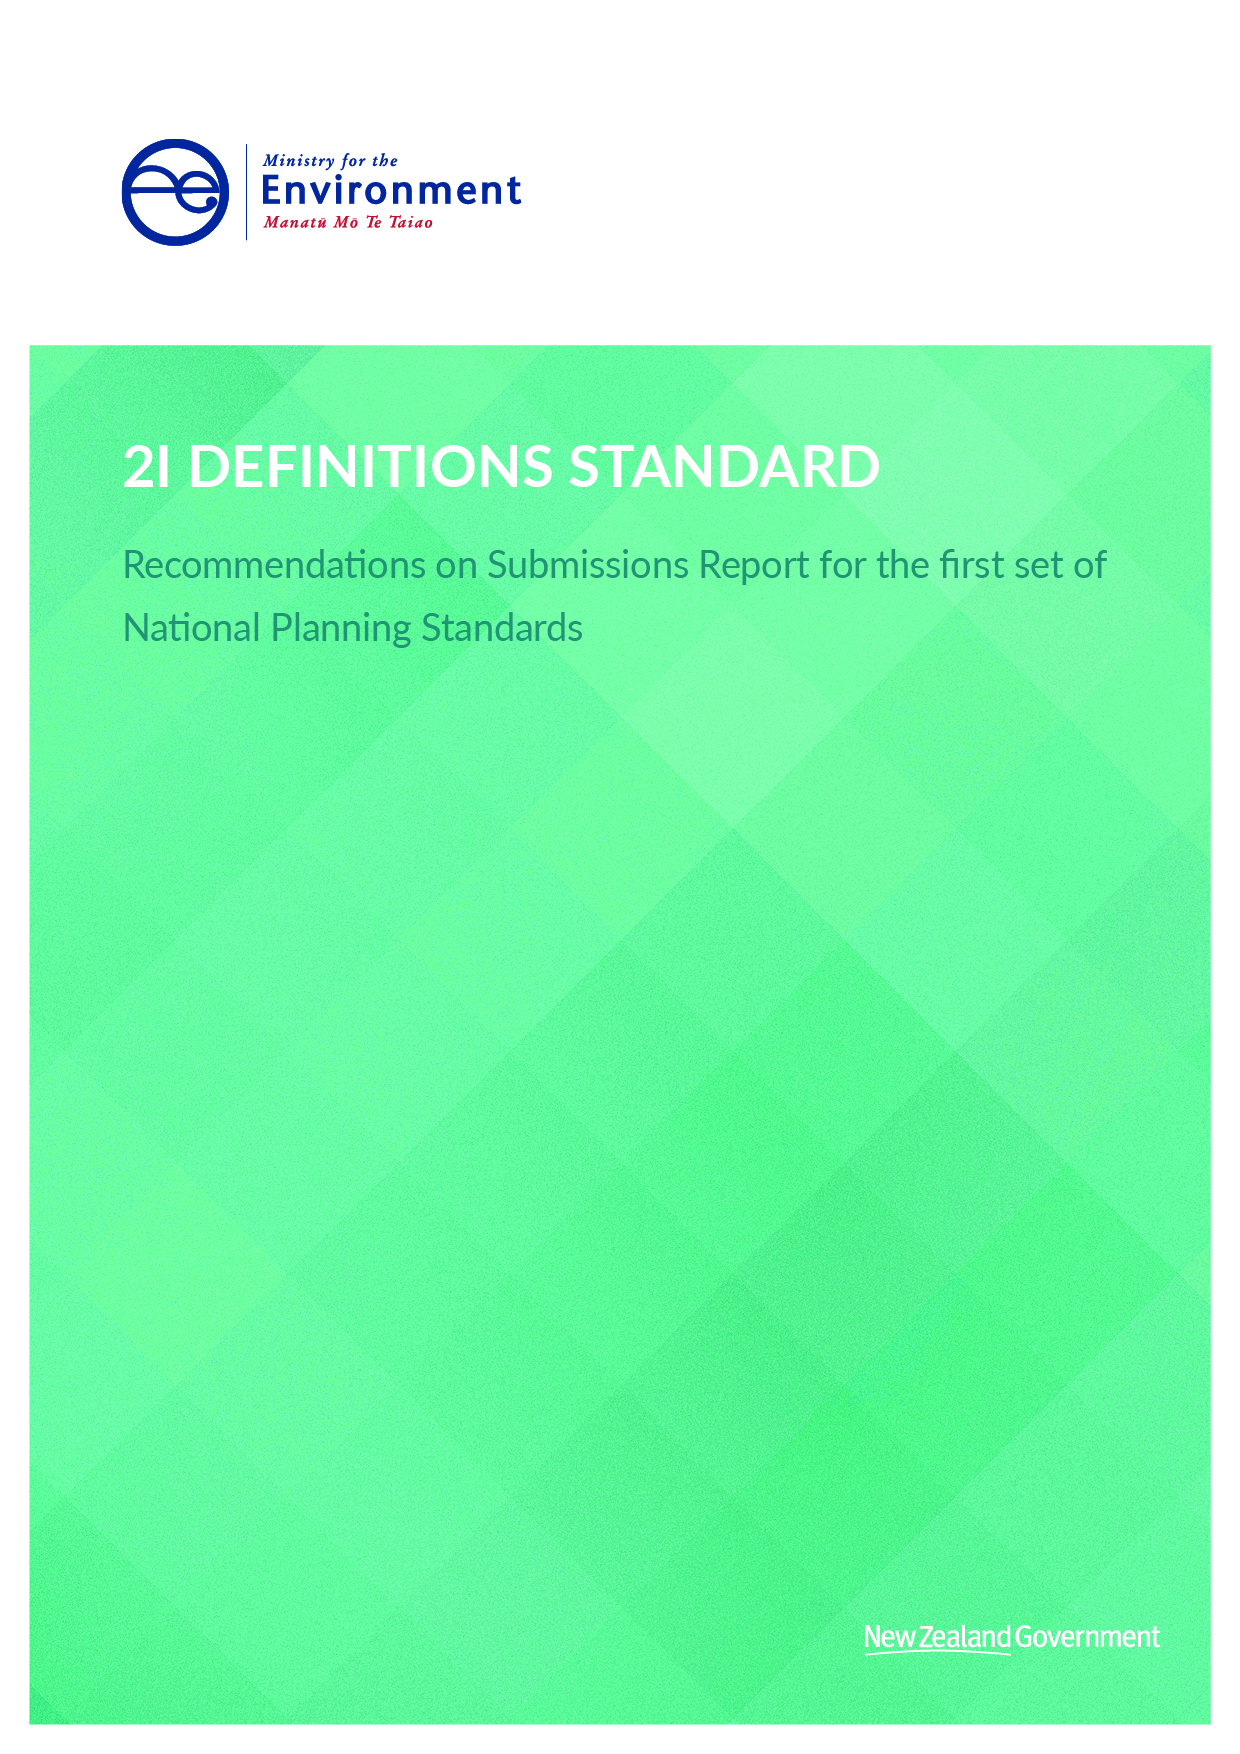 Ministry for the
Environment
Manatū Mō Te Taiao
2I DEFINITIONS STANDARD
Recommendations on Submissions Report for the first set of
National Planning Standards
New Zealand Government